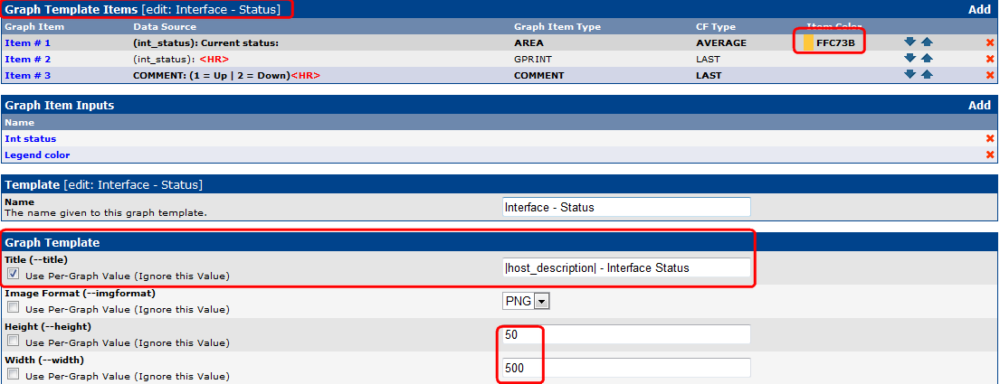 Graph Template Items [edit: Interface - Status] Add
Graph Item Data Source Graph Item Type CF Type Item Color
Item # 1 (int_status): Current status: AREA AVERAGE FFC73B
Item # 2 (int_status): <HR> GPRINT LAST
Item # 3 COMMENT: (1 = Up | 2 = Down)<HR> COMMENT LAST
Graph Item Inputs Add
Name
Int status
Legend color
Template [edit: Interface - Status]
Name
The name given to this graph template.
Interface - Status
Graph Template
Title (--title)
Use Per-Graph Value (Ignore this Value)
|host_description| - Interface Status
Image Format (--imgformat)
Use Per-Graph Value (Ignore this Value)
PNG
Height (--height)
Use Per-Graph Value (Ignore this Value)
50
Width (--width)
Use Per-Graph Value (Ignore this Value)
500